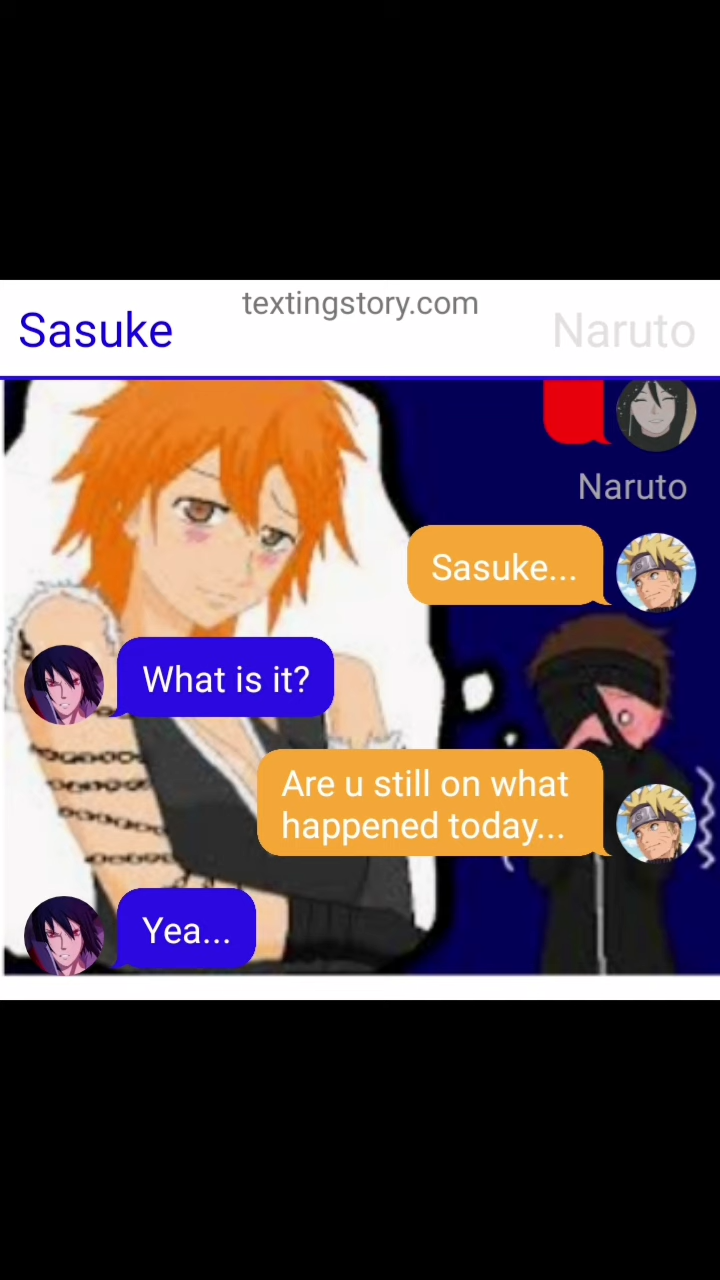 textingstory.com
Sasuke
Naruto
Naruto
Sasuke...
What is it?
Are u still on what
happened today...
Yea...